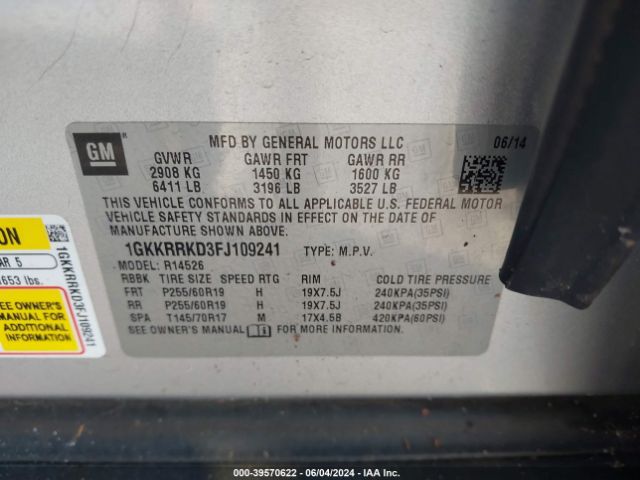 GM
MFD BY GENERAL MOTORS LLC 06/14
GVWR GAWR FRT GAWR RR
2908 KG 1450 KG 1600 KG
6411 LB 3196 LB 3527 LB
THIS VEHICLE CONFORMS TO ALL APPLICABLE U.S. FEDERAL MOTOR
VEHICLE SAFETY STANDARDS IN EFFECT ON THE DATE OF
MANUFACTURE SHOWN ABOVE.
1GKKRRKD3FJ109241 TYPE: M.P.V.
MODEL: R14526
RBBK TIRE SIZE SPEED RTG RIM COLD TIRE PRESSURE
FRT P255/60R19 H 19X7.5J 240KPA(35PSI)
RR P255/60R19 H 19X7.5J 240KPA(35PSI)
SPA T145/70R17 M 17X4.5B 420KPA(60PSI)
SEE OWNER'S MANUAL FOR MORE INFORMATION
ON
AR 5
653 lbs.
SEE OWNER'S
MANUAL FOR
ADDITIONAL
INFORMATION
1GKKRRKD3FJ109241
000-39570622 - 06/04/2024 - IAA Inc.